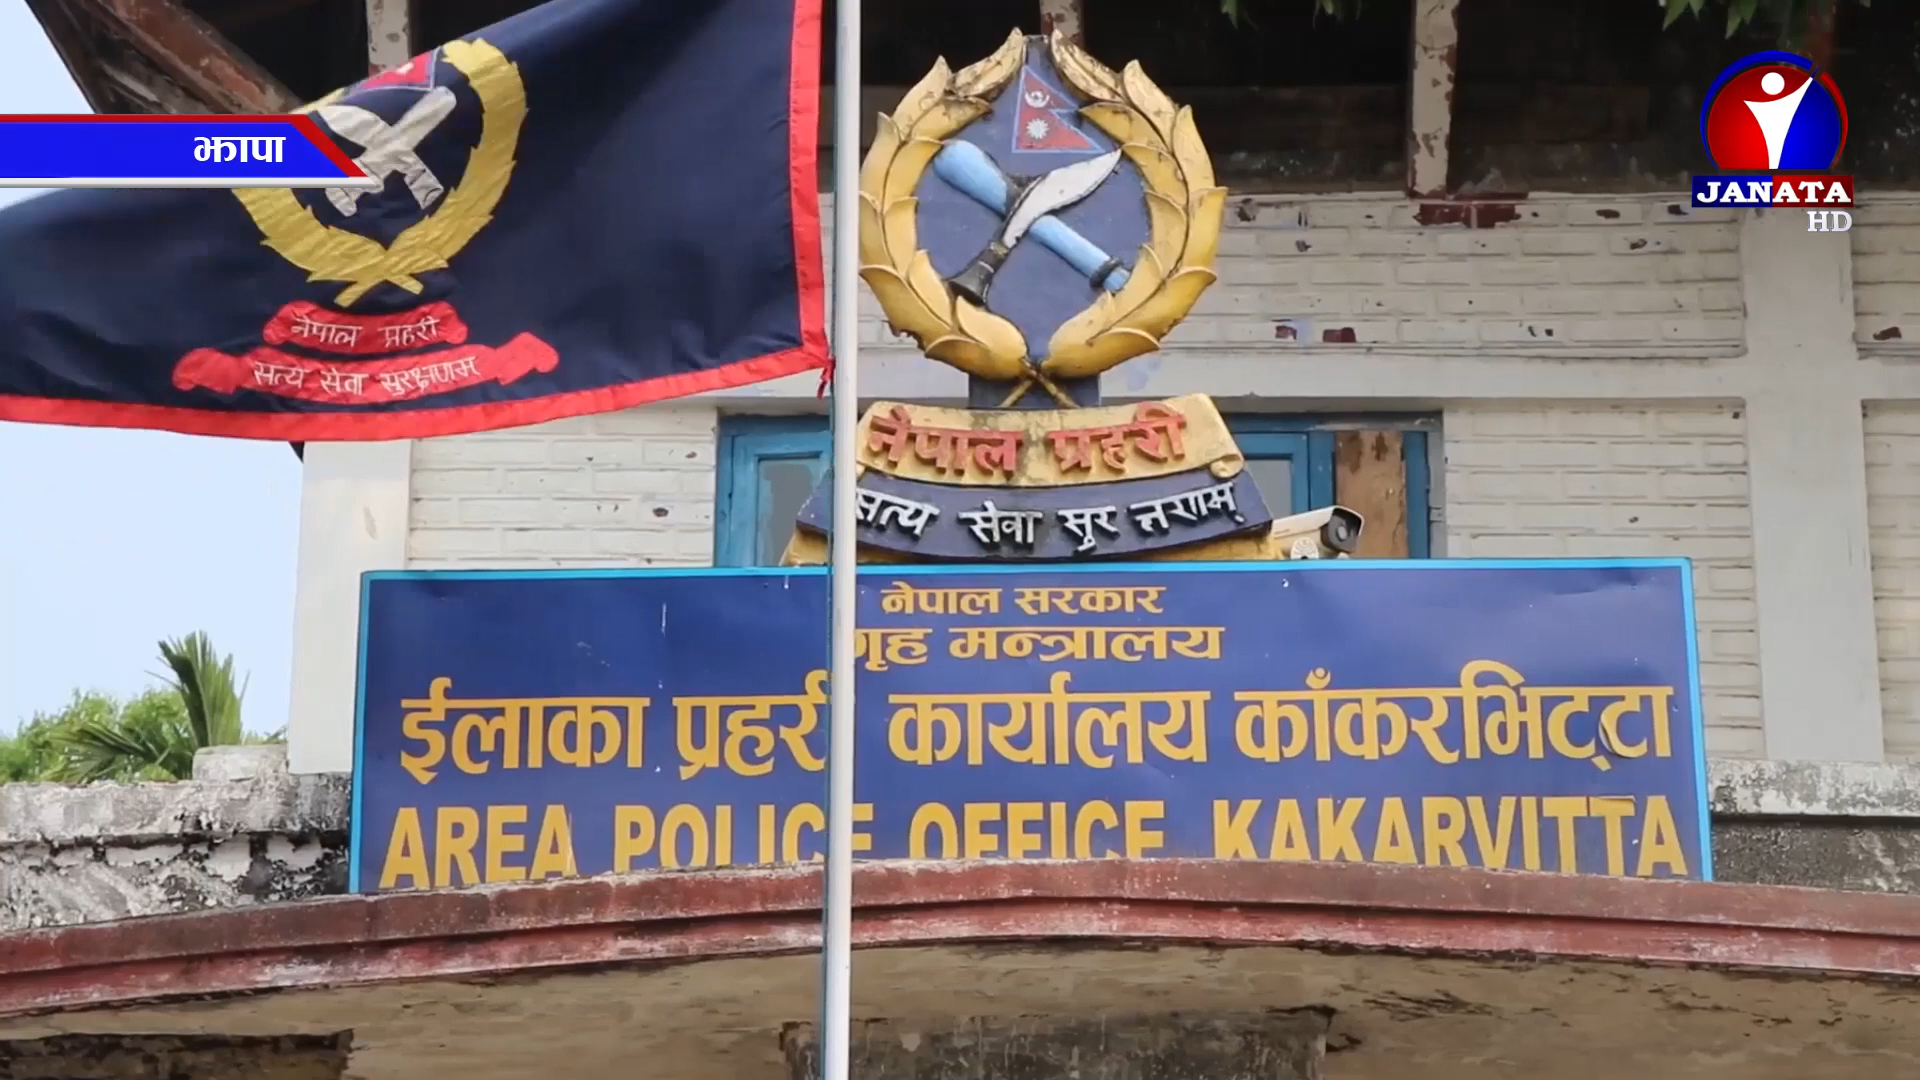 झापा
JANATA
HD
नेपाल प्रहरी
सत्य सेवा सुरक्षणम्
नेपाल प्रहरी
सत्य सेवा सुरक्षणम्
नेपाल सरकार
गृह मन्त्रालय
ईलाका प्रहरी कार्यालय काँकरभिट्टा
AREA POLICE OFFICE KAKARVITTA